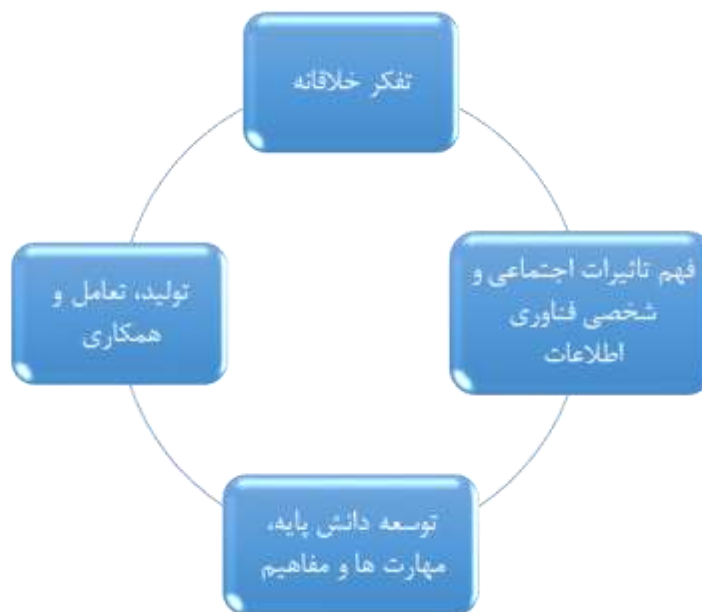 تفکر خلاقانه
فهم تاثیرات اجتماعی و
شخصی فناوری
اطلاعات
توسعه دانش پایه،
مهارت ها و مفاهیم
تولید، تعامل و
همکاری